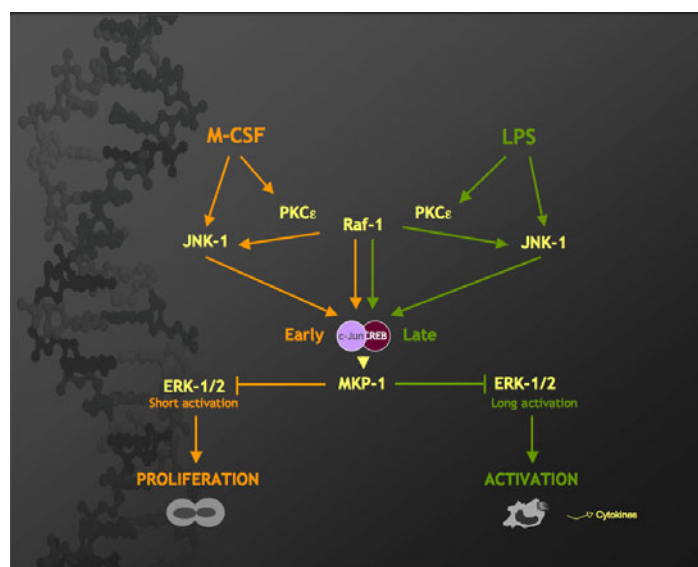 M-CSF
LPS
PKCε
PKCε
Raf-1
JNK-1
JNK-1
Early
c-Jun
CREB
Late
MKP-1
ERK-1/2
Short activation
ERK-1/2
Long activation
PROLIFERATION
ACTIVATION
Cytokines